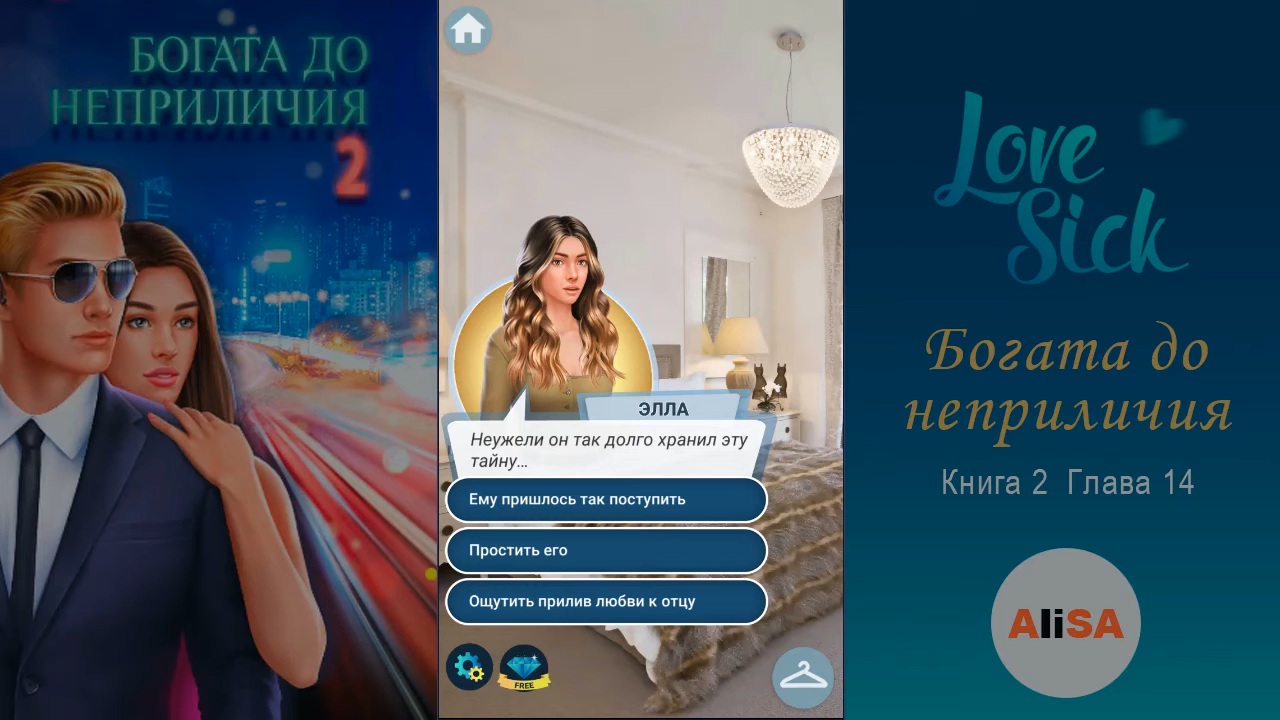 БОГАТА ДО
НЕПРИЛИЧИЯ
2
ЭЛЛА
Неужели он так долго хранил эту
тайну...
Ему пришлось так поступить
Простить его
Ощутить прилив любви к отцу
FREE
Love
Sick
Богата до
неприличия
Книга 2 Глава 14
AliSA